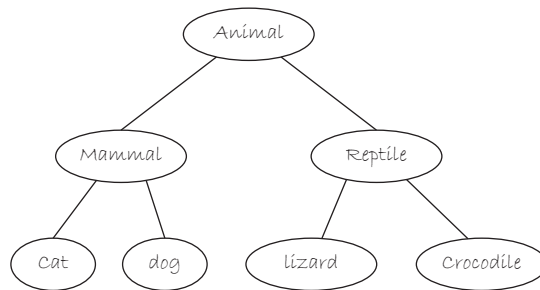 Animal
Mammal
Reptile
Cat
dog
lizard
Crocodile